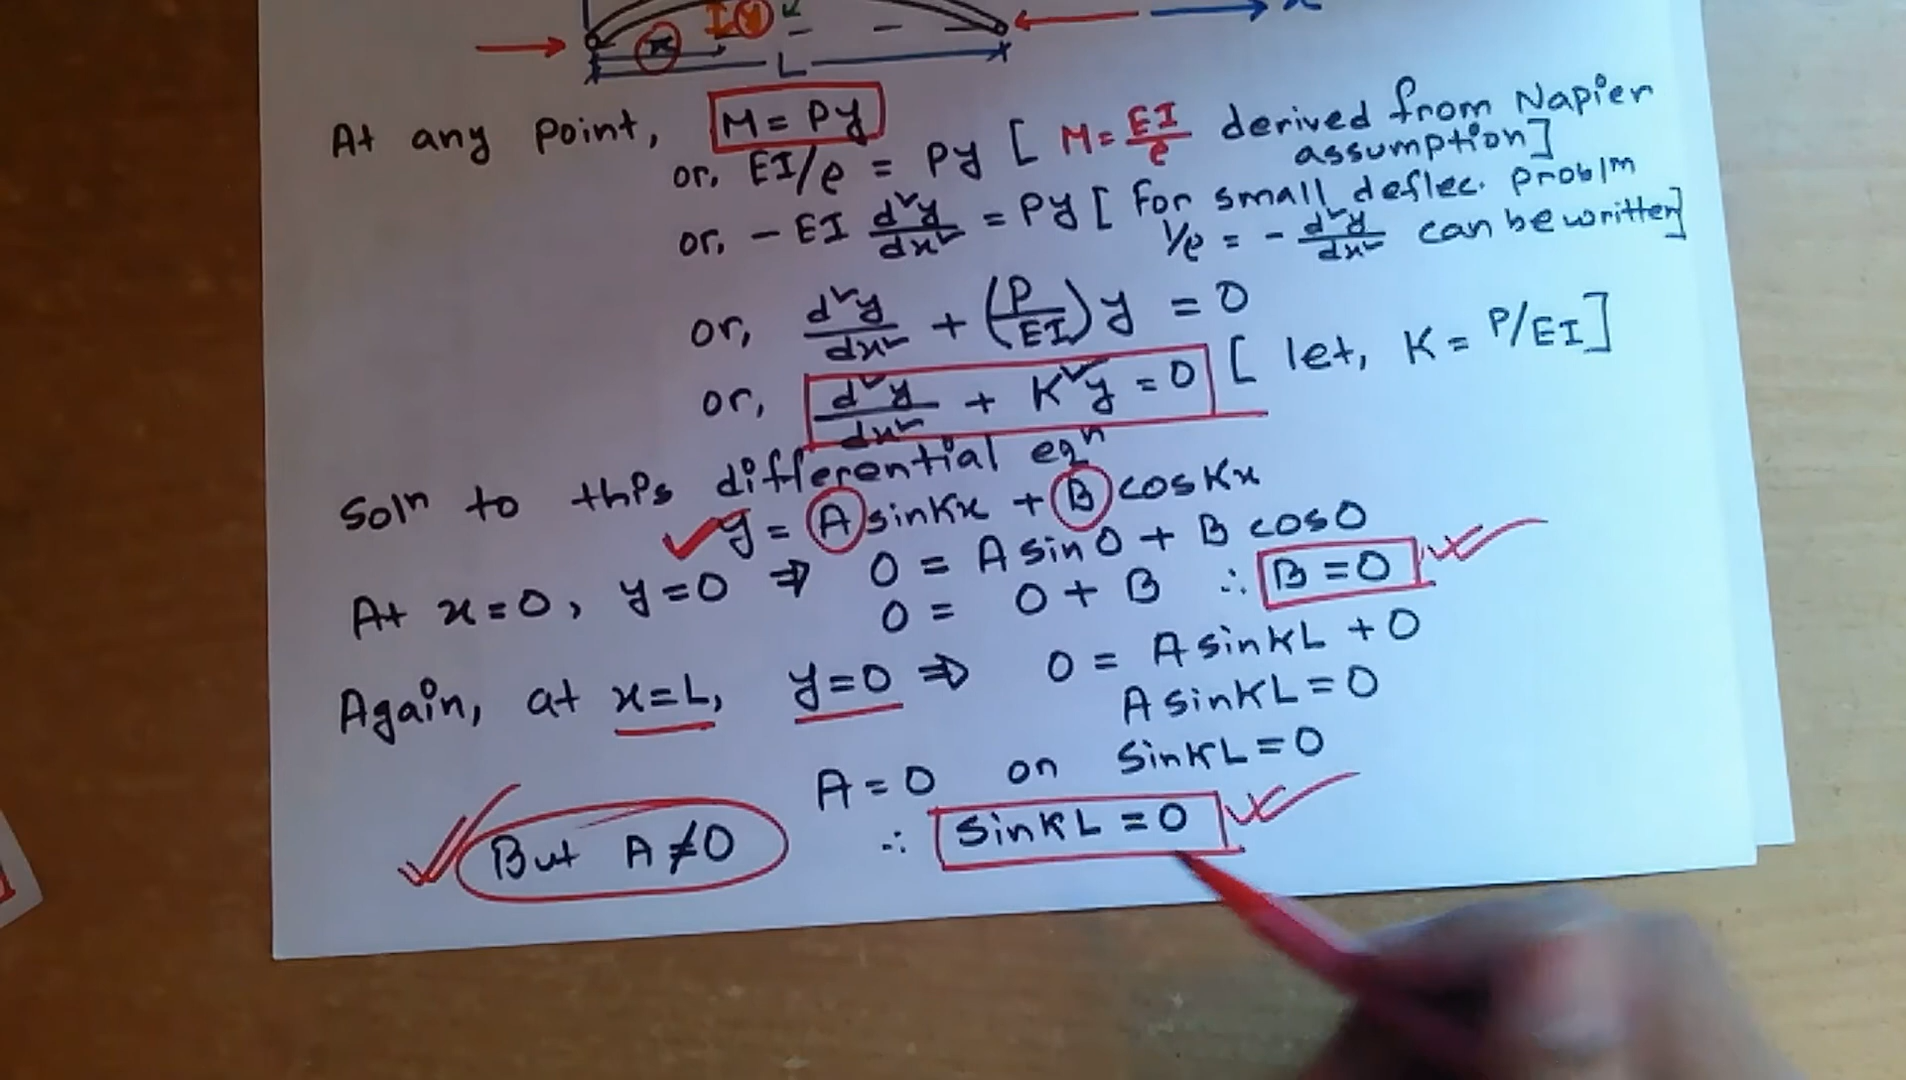 x
x I y
L
At any point, M = Py
or, EI/ρ = Py [ M = EI/ρ derived from Napier assumption]
or, - EI d²y/dx² = Py [ For small deflec. problm 1/ρ = - d²y/dx² can be written]
or, d²y/dx² + (P/EI) y = 0
or, d²y/dx² + K²y = 0 [ let, K = P/EI ]
Solⁿ to this differential eqⁿ
y = A sinKx + B cosKx
At x = 0, y = 0 ⇒ 0 = A sin 0 + B cos 0
0 = 0 + B ∴ B = 0
Again, at x = L, y = 0 ⇒ 0 = A sinKL + 0
A sinKL = 0
A = 0 or sinKL = 0
But A ≠ 0 ∴ sinKL = 0